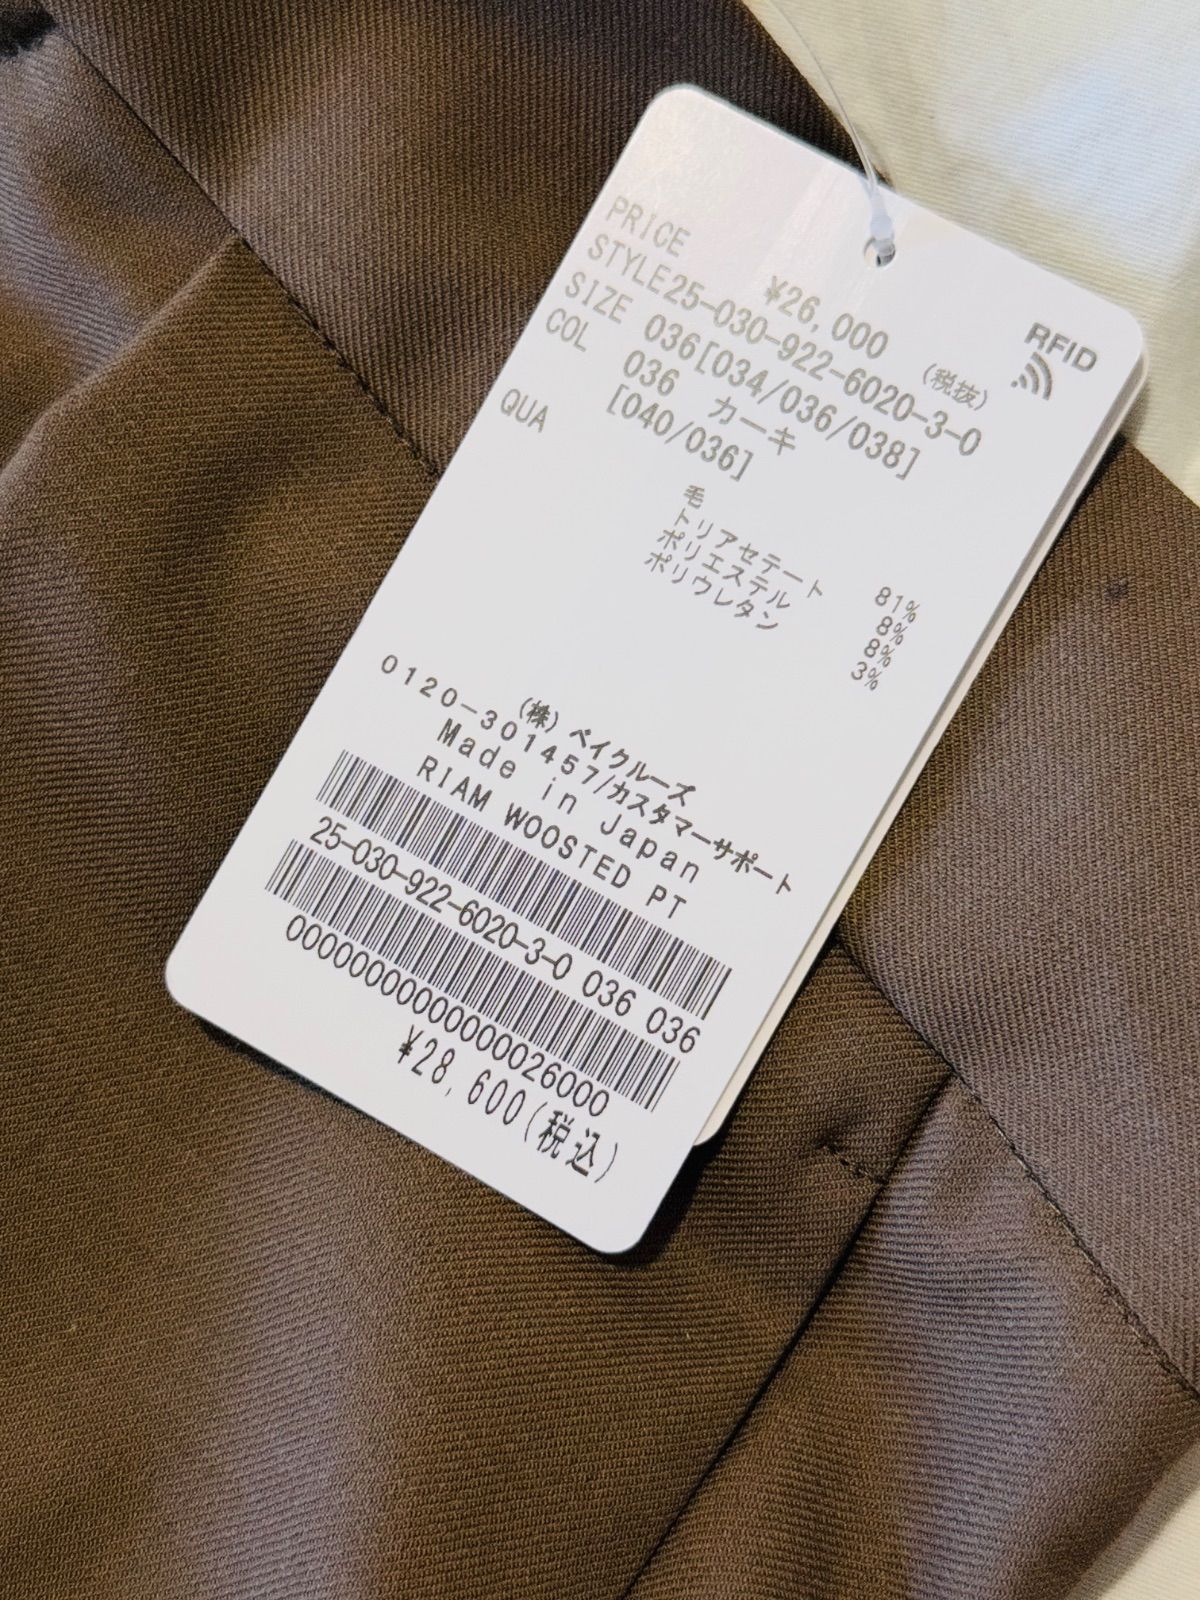 RFID
PRICE ¥26,000 (税抜)
STYLE25-030-922-6020-3-0
SIZE 036[034/036/038]
COL 036 カーキ
[040/036]
QUA
毛 81%
トリアセテート 8%
ポリエステル 8%
ポリウレタン 3%
(株)ベイクルーズ
0120-301457/カスタマーサポート
Made in Japan
RIAM WOOSTED PT
25-030-922-6020-3-0 036 036
0000000000000026000
¥28,600(税込)